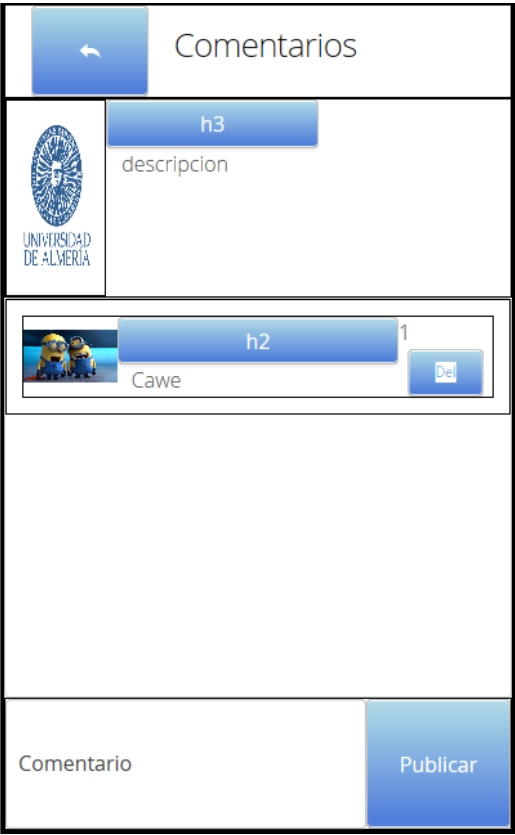 Comentarios
h3
descripcion
UNIVERSIDAD
DE ALMERÍA
h2
1
Cawe
Del
Comentario
Publicar